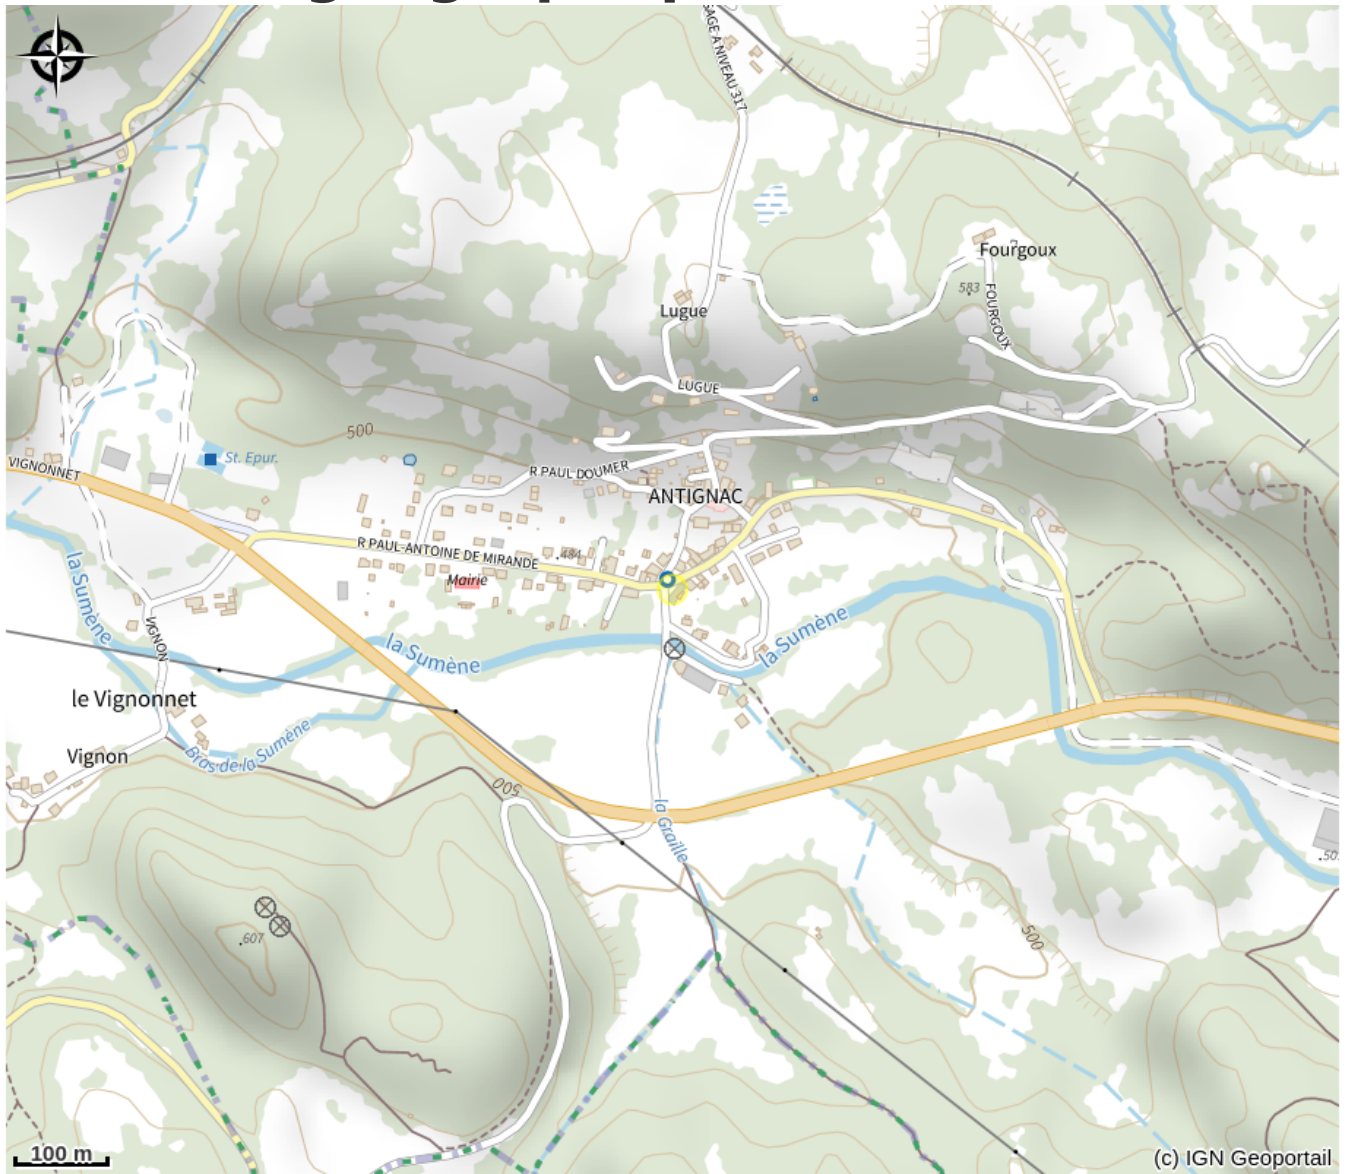 SAGE A NIVEAU 317
Fourgoux
583
FOURGOUX
Lugue
LUGUE
500
St. Epur.
VIGNONNET
R PAUL DOUMER
ANTIGNAC
R PAUL-ANTOINE DE MIRANDE
484
Mairie
la Sumène
la Sumène
la Sumène
VIGNON
le Vignonnet
Vignon
Bras de la Sumène
500
la Graille
607
500
100 m
(c) IGN Geoportail